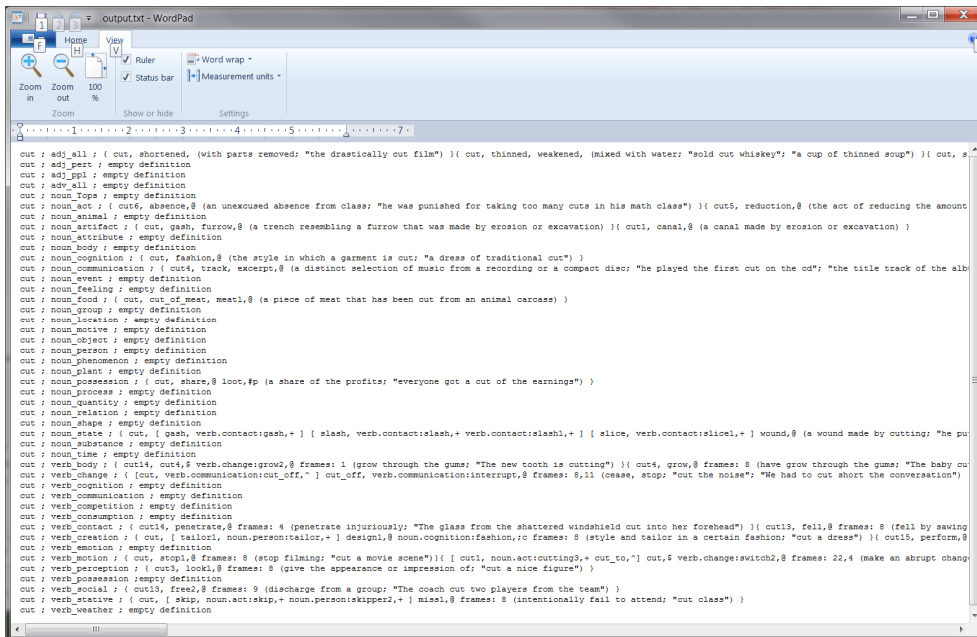 1 2 3 output.txt - WordPad X
F Home H View V
Zoom in Zoom out 100 % Ruler Status bar Word wrap Measurement units
Zoom Show or hide Settings
1 2 3 4 5 7
cut ; adj_all ; { cut, shortened, (with parts removed; "the drastically cut film") }{ cut, thinned, weakened, (mixed with water; "sold cut whiskey"; "a cup of thinned soup") }{ cut, s
cut ; adj_pert ; empty definition
cut ; adj_ppl ; empty definition
cut ; adv_all ; empty definition
cut ; noun_Tops ; empty definition
cut ; noun_act ; { cut6, absence,@ (an unexcused absence from class; "he was punished for taking too many cuts in his math class") }{ cut5, reduction,@ (the act of reducing the amount
cut ; noun_animal ; empty definition
cut ; noun_artifact ; { cut, gash, furrow,@ (a trench resembling a furrow that was made by erosion or excavation) }{ cut1, canal,@ (a canal made by erosion or excavation) }
cut ; noun_attribute ; empty definition
cut ; noun_body ; empty definition
cut ; noun_cognition ; { cut, fashion,@ (the style in which a garment is cut; "a dress of traditional cut") }
cut ; noun_communication ; { cut4, track, excerpt,@ (a distinct selection of music from a recording or a compact disc; "he played the first cut on the cd"; "the title track of the alb
cut ; noun_event ; empty definition
cut ; noun_feeling ; empty definition
cut ; noun_food ; { cut, cut_of_meat, meat1,@ (a piece of meat that has been cut from an animal carcass) }
cut ; noun_group ; empty definition
cut ; noun_location ; empty definition
cut ; noun_motive ; empty definition
cut ; noun_object ; empty definition
cut ; noun_person ; empty definition
cut ; noun_phenomenon ; empty definition
cut ; noun_plant ; empty definition
cut ; noun_possession ; { cut, share,@ loot,#p (a share of the profits; "everyone got a cut of the earnings") }
cut ; noun_process ; empty definition
cut ; noun_quantity ; empty definition
cut ; noun_relation ; empty definition
cut ; noun_shape ; empty definition
cut ; noun_state ; { cut, [ gash, verb.contact:gash,+ ] [ slash, verb.contact:slash,+ verb.contact:slash1,+ ] [ slice, verb.contact:slice1,+ ] wound,@ (a wound made by cutting; "he pu
cut ; noun_substance ; empty definition
cut ; noun_time ; empty definition
cut ; verb_body ; { cut14, cut4,$ verb.change:grow2,@ frames: 1 (grow through the gums; "The new tooth is cutting") }{ cut4, grow,@ frames: 8 (have grow through the gums; "The baby cu
cut ; verb_change ; { [cut, verb.communication:cut_off,^ ] cut_off, verb.communication:interrupt,@ frames: 8,11 (cease, stop; "cut the noise"; "We had to cut short the conversation")
cut ; verb_cognition ; empty definition
cut ; verb_communication ; empty definition
cut ; verb_competition ; empty definition
cut ; verb_consumption ; empty definition
cut ; verb_contact ; { cut14, penetrate,@ frames: 4 (penetrate injuriously; "The glass from the shattered windshield cut into her forehead") }{ cut13, fell,@ frames: 8 (fell by sawing
cut ; verb_creation ; { cut, [ tailor1, noun.person:tailor,+ ] design1,@ noun.cognition:fashion,;c frames: 8 (style and tailor in a certain fashion; "cut a dress") }{ cut15, perform,@
cut ; verb_emotion ; empty definition
cut ; verb_motion ; { cut, stop1,@ frames: 8 (stop filming; "cut a movie scene")}{ [ cut1, noun.act:cutting3,+ cut_to,^] cut,$ verb.change:switch2,@ frames: 22,4 (make an abrupt chang
cut ; verb_perception ; { cut3, look1,@ frames: 8 (give the appearance or impression of; "cut a nice figure") }
cut ; verb_possession ;empty definition
cut ; verb_social ; { cut13, free2,@ frames: 9 (discharge from a group; "The coach cut two players from the team") }
cut ; verb_stative ; { cut, [ skip, noun.act:skip,+ noun.person:skipper2,+ ] miss1,@ frames: 8 (intentionally fail to attend; "cut class") }
cut ; verb_weather ; empty definition